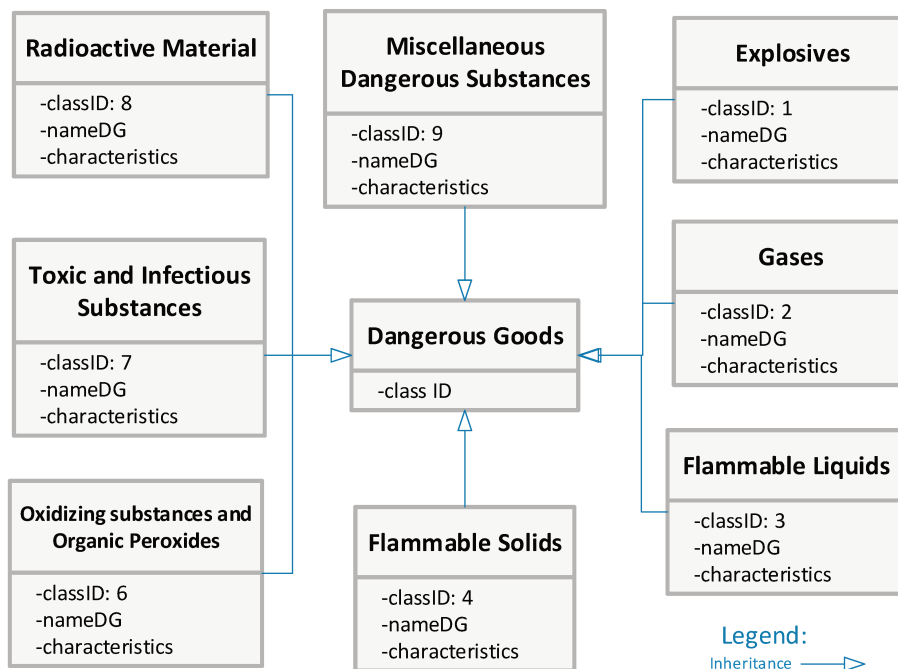 Radioactive Material
-classID: 8
-nameDG
-characteristics
Miscellaneous
Dangerous Substances
-classID: 9
-nameDG
-characteristics
Explosives
-classID: 1
-nameDG
-characteristics
Toxic and Infectious
Substances
-classID: 7
-nameDG
-characteristics
Dangerous Goods
-class ID
Gases
-classID: 2
-nameDG
-characteristics
Oxidizing substances and
Organic Peroxides
-classID: 6
-nameDG
-characteristics
Flammable Solids
-classID: 4
-nameDG
-characteristics
Flammable Liquids
-classID: 3
-nameDG
-characteristics
Legend:
Inheritance